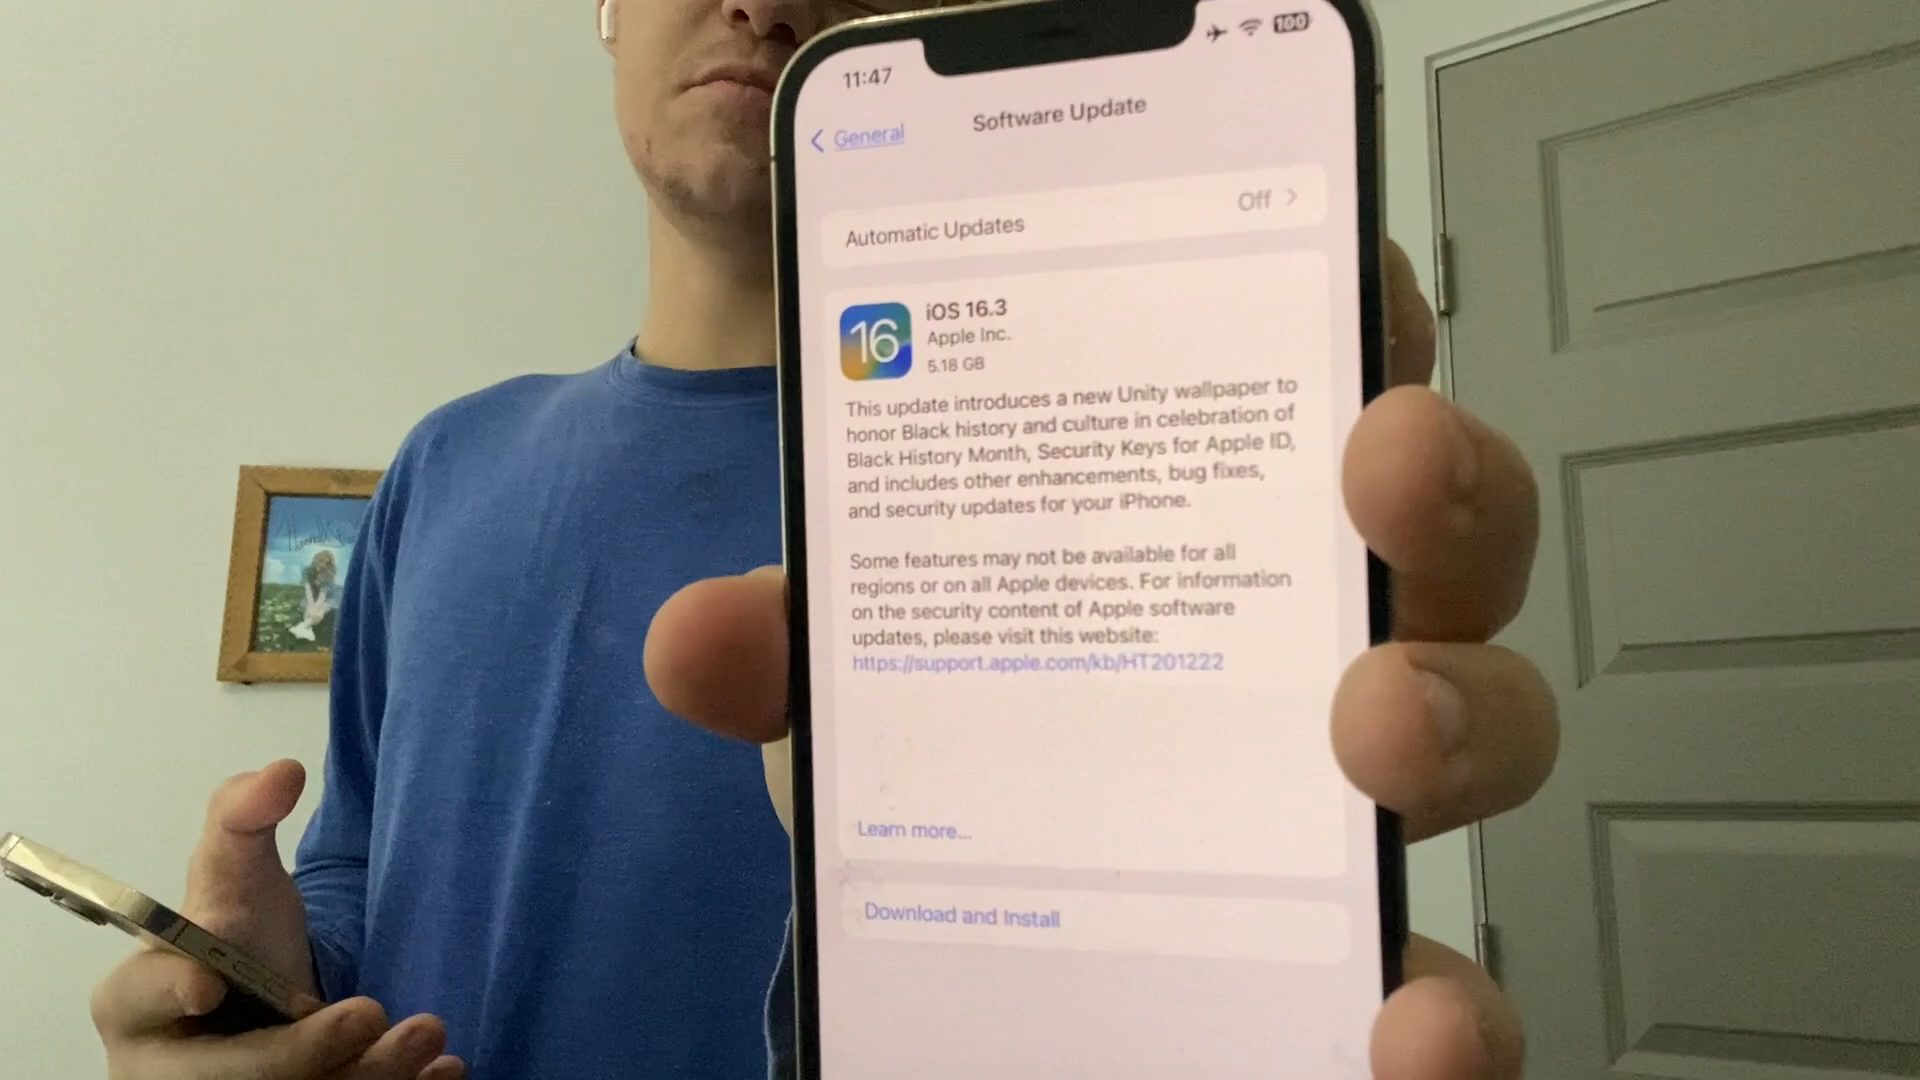 11:47
100
General
Software Update
Automatic Updates
Off
16
iOS 16.3
Apple Inc.
5.18 GB
This update introduces a new Unity wallpaper to
honor Black history and culture in celebration of
Black History Month, Security Keys for Apple ID,
and includes other enhancements, bug fixes,
and security updates for your iPhone.
Some features may not be available for all
regions or on all Apple devices. For information
on the security content of Apple software
updates, please visit this website:
https://support.apple.com/kb/HT201222
Learn more...
Download and Install